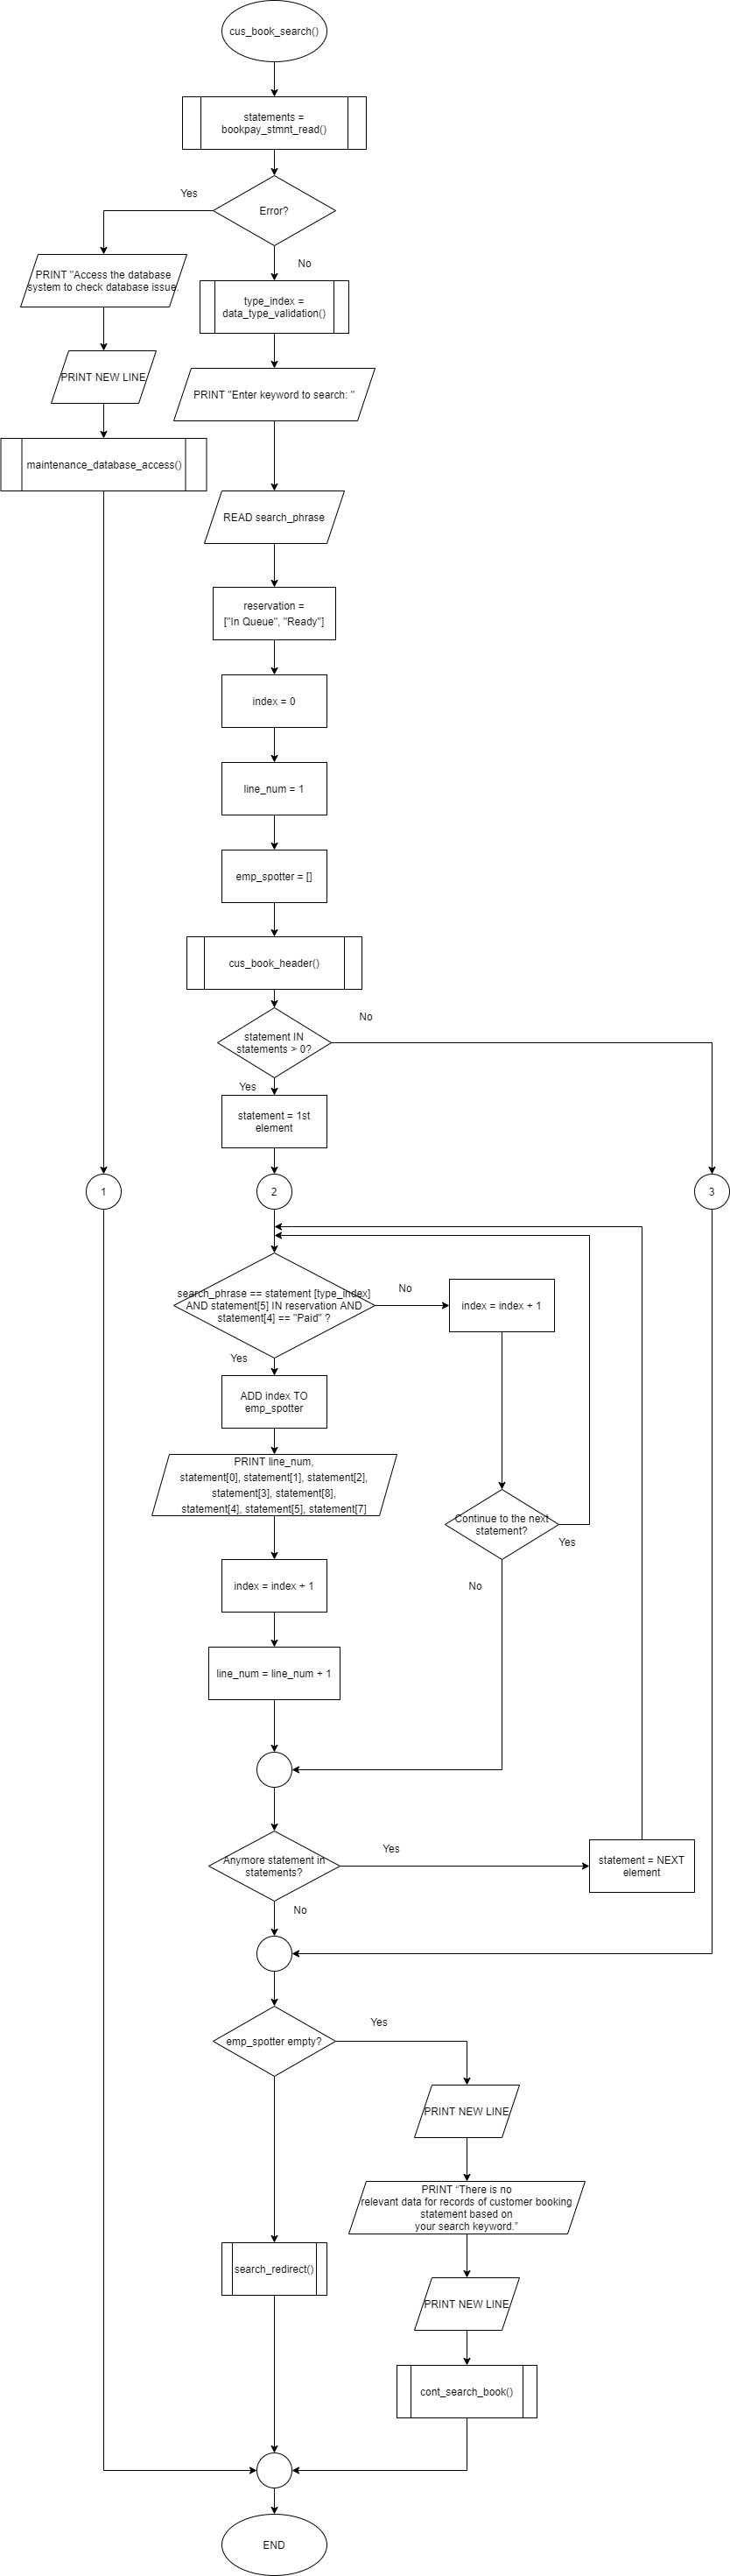 cus_book_search()
statements =
bookpay_stmnt_read()
Yes
Error?
No
PRINT "Access the database
system to check database issue.
type_index =
data_type_validation()
PRINT NEW LINE
PRINT "Enter keyword to search: "
maintenance_database_access()
READ search_phrase
reservation =
["In Queue", "Ready"]
index = 0
line_num = 1
emp_spotter = []
cus_book_header()
No
statement IN
statements > 0?
Yes
statement = 1st
element
1
2
3
search_phrase == statement [type_index]
AND statement[5] IN reservation AND
statement[4] == "Paid" ?
No
index = index + 1
Yes
ADD index TO
emp_spotter
PRINT line_num,
statement[0], statement[1], statement[2],
statement[3], statement[8],
statement[4], statement[5], statement[7]
Continue to the next
statement?
Yes
No
index = index + 1
line_num = line_num + 1
Anymore statement in
statements?
Yes
statement = NEXT
element
No
emp_spotter empty?
Yes
PRINT NEW LINE
PRINT “There is no
relevant data for records of customer booking
statement based on
your search keyword.”
search_redirect()
PRINT NEW LINE
cont_search_book()
END